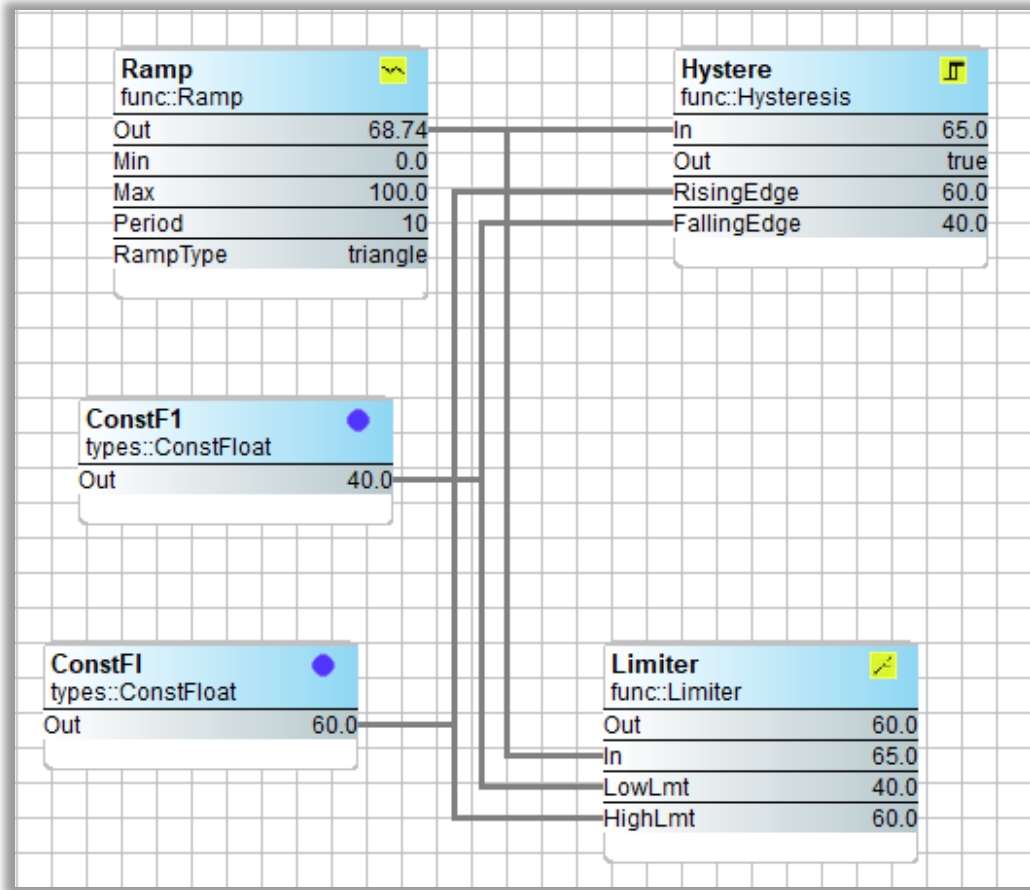 Ramp
func::Ramp
Out 68.74
Min 0.0
Max 100.0
Period 10
RampType triangle
Hystere
func::Hysteresis
In 65.0
Out true
RisingEdge 60.0
FallingEdge 40.0
ConstF1
types::ConstFloat
Out 40.0
ConstFl
types::ConstFloat
Out 60.0
Limiter
func::Limiter
Out 60.0
In 65.0
LowLmt 40.0
HighLmt 60.0